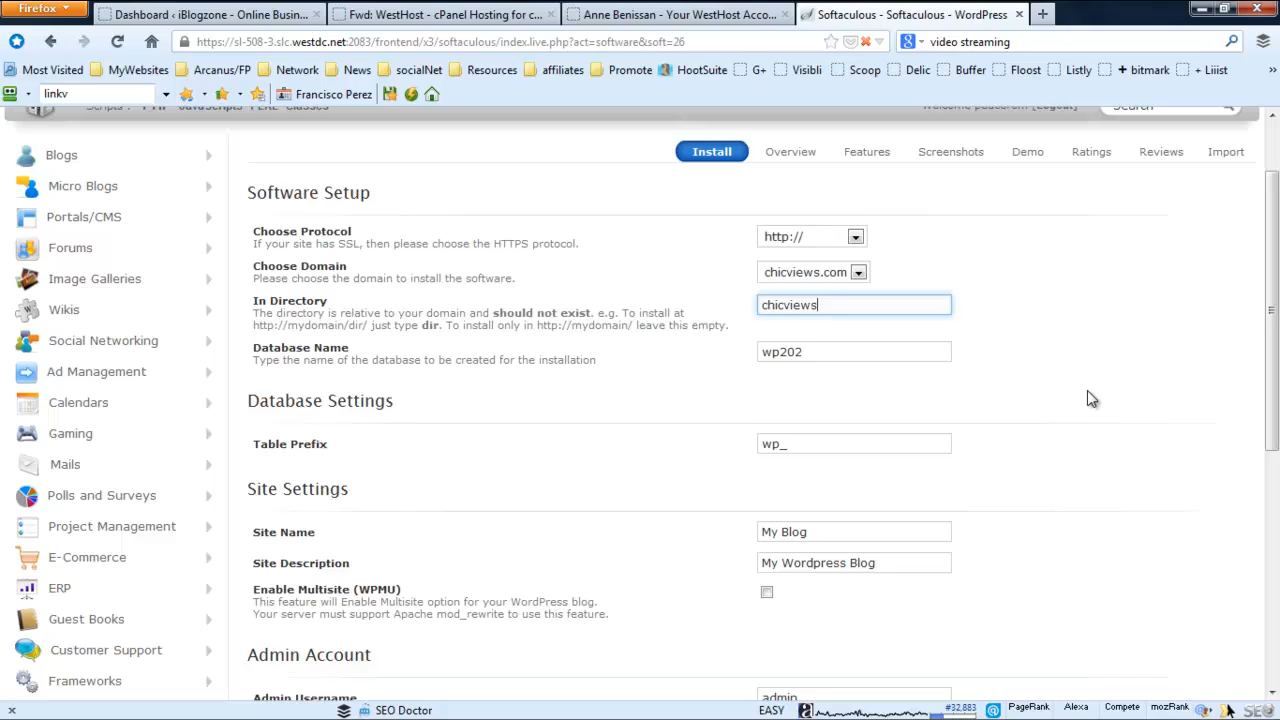 Firefox
Dashboard ‹ iBlogzone - Online Busin...
Fwd: WestHost - cPanel Hosting for c...
Anne Benissan - Your WestHost Acco...
Softaculous - Softaculous - WordPress
https://sl-508-3.slc.westdc.net:2083/frontend/x3/softaculous/index.live.php?act=software&soft=26
video streaming
Most Visited MyWebsites Arcanus/FP Network News socialNet Resources affiliates Promote HootSuite G+ Visibli Scoop Delic Buffer Floost Listly + bitmark + Liiist »
linkv Francisco Perez
Install Overview Features Screenshots Demo Ratings Reviews Import
Blogs
Micro Blogs
Portals/CMS
Forums
Image Galleries
Wikis
Social Networking
Ad Management
Calendars
Gaming
Mails
Polls and Surveys
Project Management
E-Commerce
ERP
Guest Books
Customer Support
Frameworks
Software Setup
Choose Protocol
If your site has SSL, then please choose the HTTPS protocol.
http://
Choose Domain
Please choose the domain to install the software.
chicviews.com
In Directory
The directory is relative to your domain and should not exist. e.g. To install at
http://mydomain/dir/ just type dir. To install only in http://mydomain/ leave this empty.
chicviews
Database Name
Type the name of the database to be created for the installation
wp202
Database Settings
Table Prefix
wp_
Site Settings
Site Name
My Blog
Site Description
My Wordpress Blog
Enable Multisite (WPMU)
This feature will Enable Multisite option for your WordPress blog.
Your server must support Apache mod_rewrite to use this feature.
Admin Account
Admin Username
admin
SEO Doctor
EASY #32,883 PageRank Alexa Compete mozRank SEO